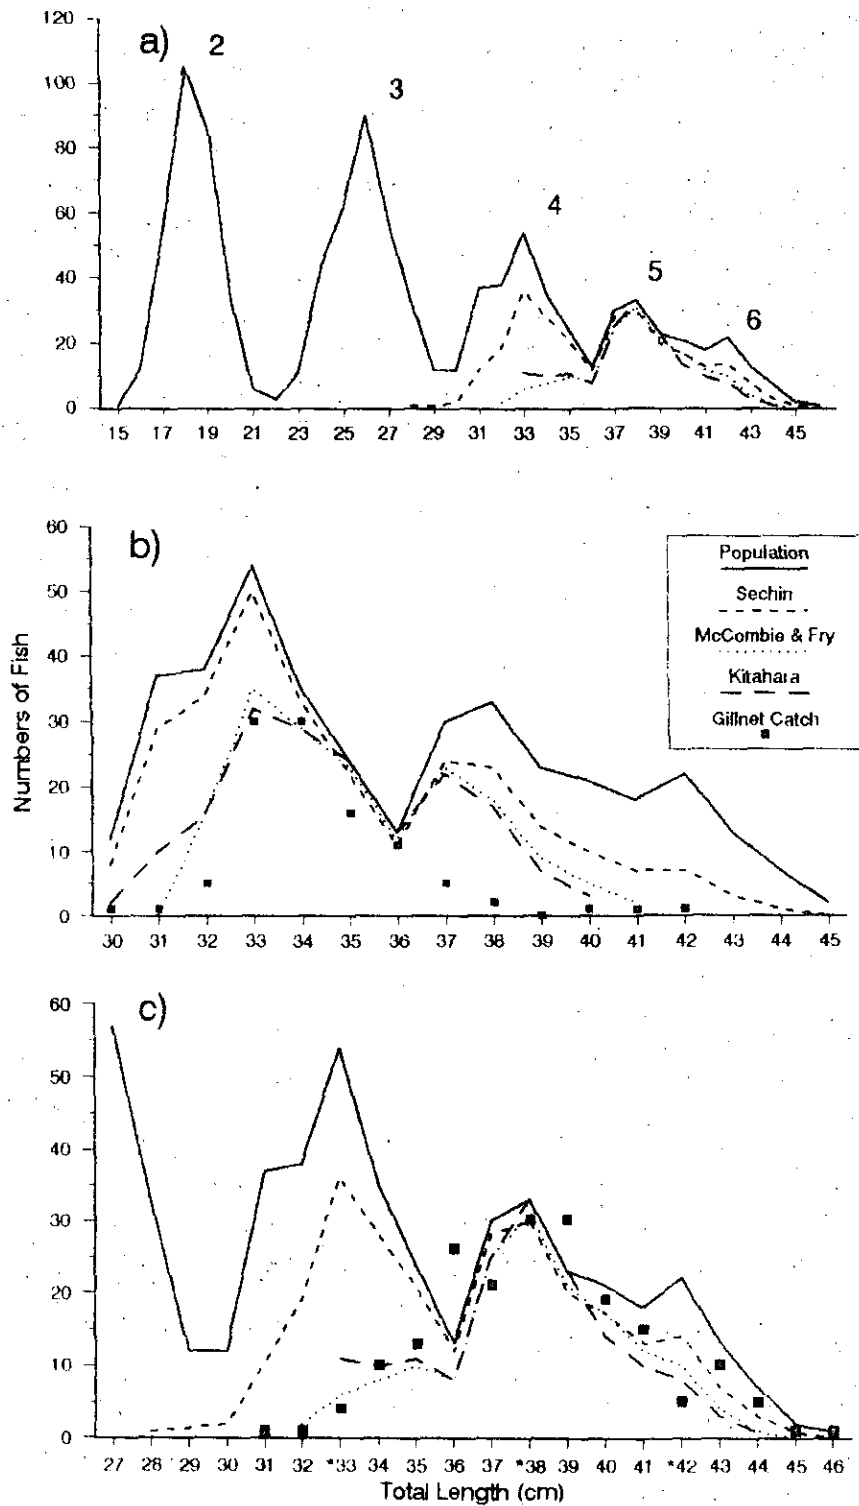 120
a)
2
100
3
80
60
4
40
5
20
6
0
15 17 19 21 23 25 27 29 31 33 35 37 39 41 43 45
60
b)
50
40
30
20
10
0
Population
Sechin
McCombie & Fry
Kitahara
Gillnet Catch
Numbers of Fish
30 31 32 33 34 35 36 37 38 39 40 41 42 43 44 45
60
c)
50
40
30
20
10
0
27 28 29 30 31 32 *33 34 35 36 37 *38 39 40 41 *42 43 44 45 46
Total Length (cm)